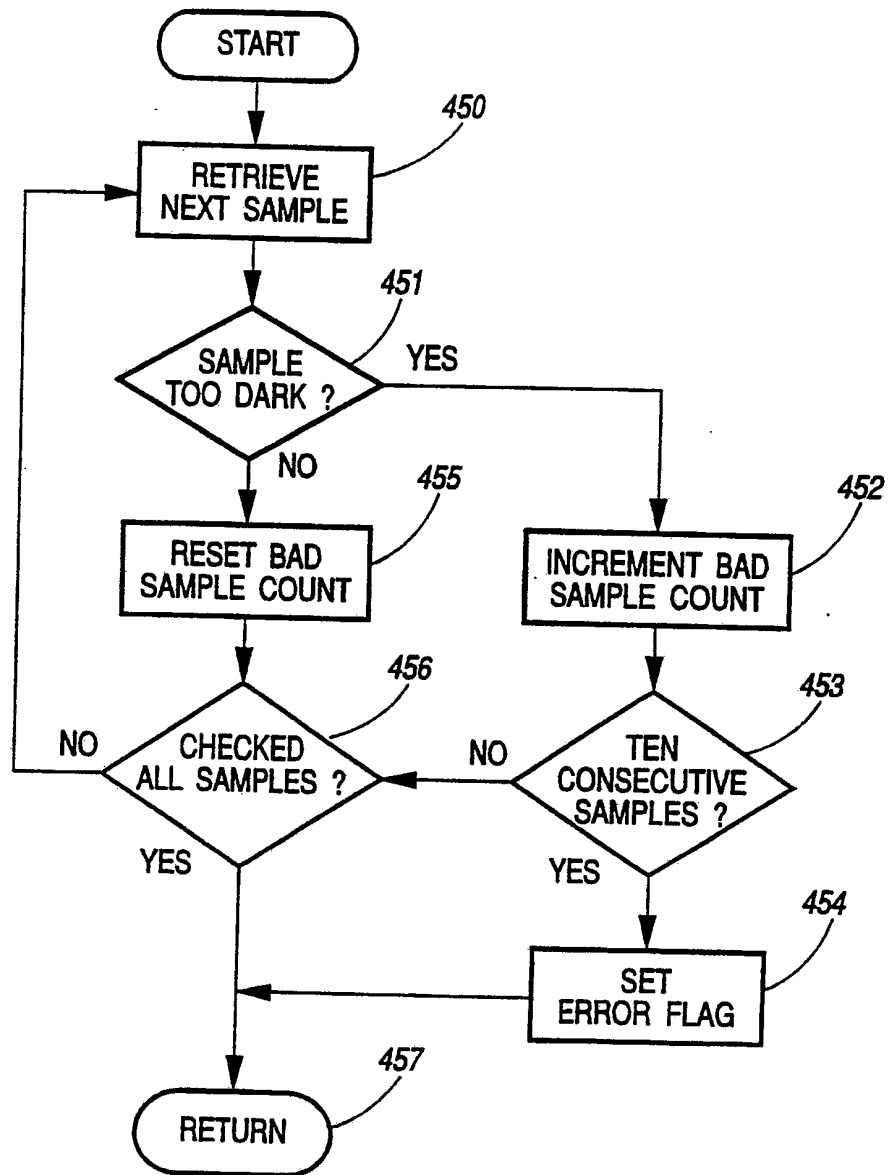 START
450
RETRIEVE
NEXT SAMPLE
451
SAMPLE
TOO DARK ?
YES
NO
455
RESET BAD
SAMPLE COUNT
452
INCREMENT BAD
SAMPLE COUNT
456
CHECKED
ALL SAMPLES ?
NO
YES
453
TEN
CONSECUTIVE
SAMPLES ?
NO
YES
454
SET
ERROR FLAG
457
RETURN